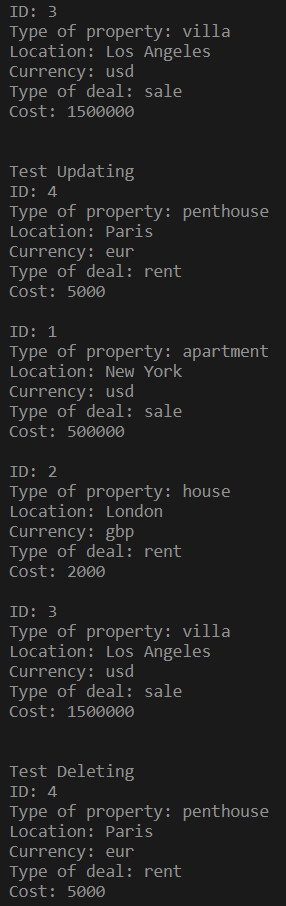 ID: 3
Type of property: villa
Location: Los Angeles
Currency: usd
Type of deal: sale
Cost: 1500000
Test Updating
ID: 4
Type of property: penthouse
Location: Paris
Currency: eur
Type of deal: rent
Cost: 5000
ID: 1
Type of property: apartment
Location: New York
Currency: usd
Type of deal: sale
Cost: 500000
ID: 2
Type of property: house
Location: London
Currency: gbp
Type of deal: rent
Cost: 2000
ID: 3
Type of property: villa
Location: Los Angeles
Currency: usd
Type of deal: sale
Cost: 1500000
Test Deleting
ID: 4
Type of property: penthouse
Location: Paris
Currency: eur
Type of deal: rent
Cost: 5000